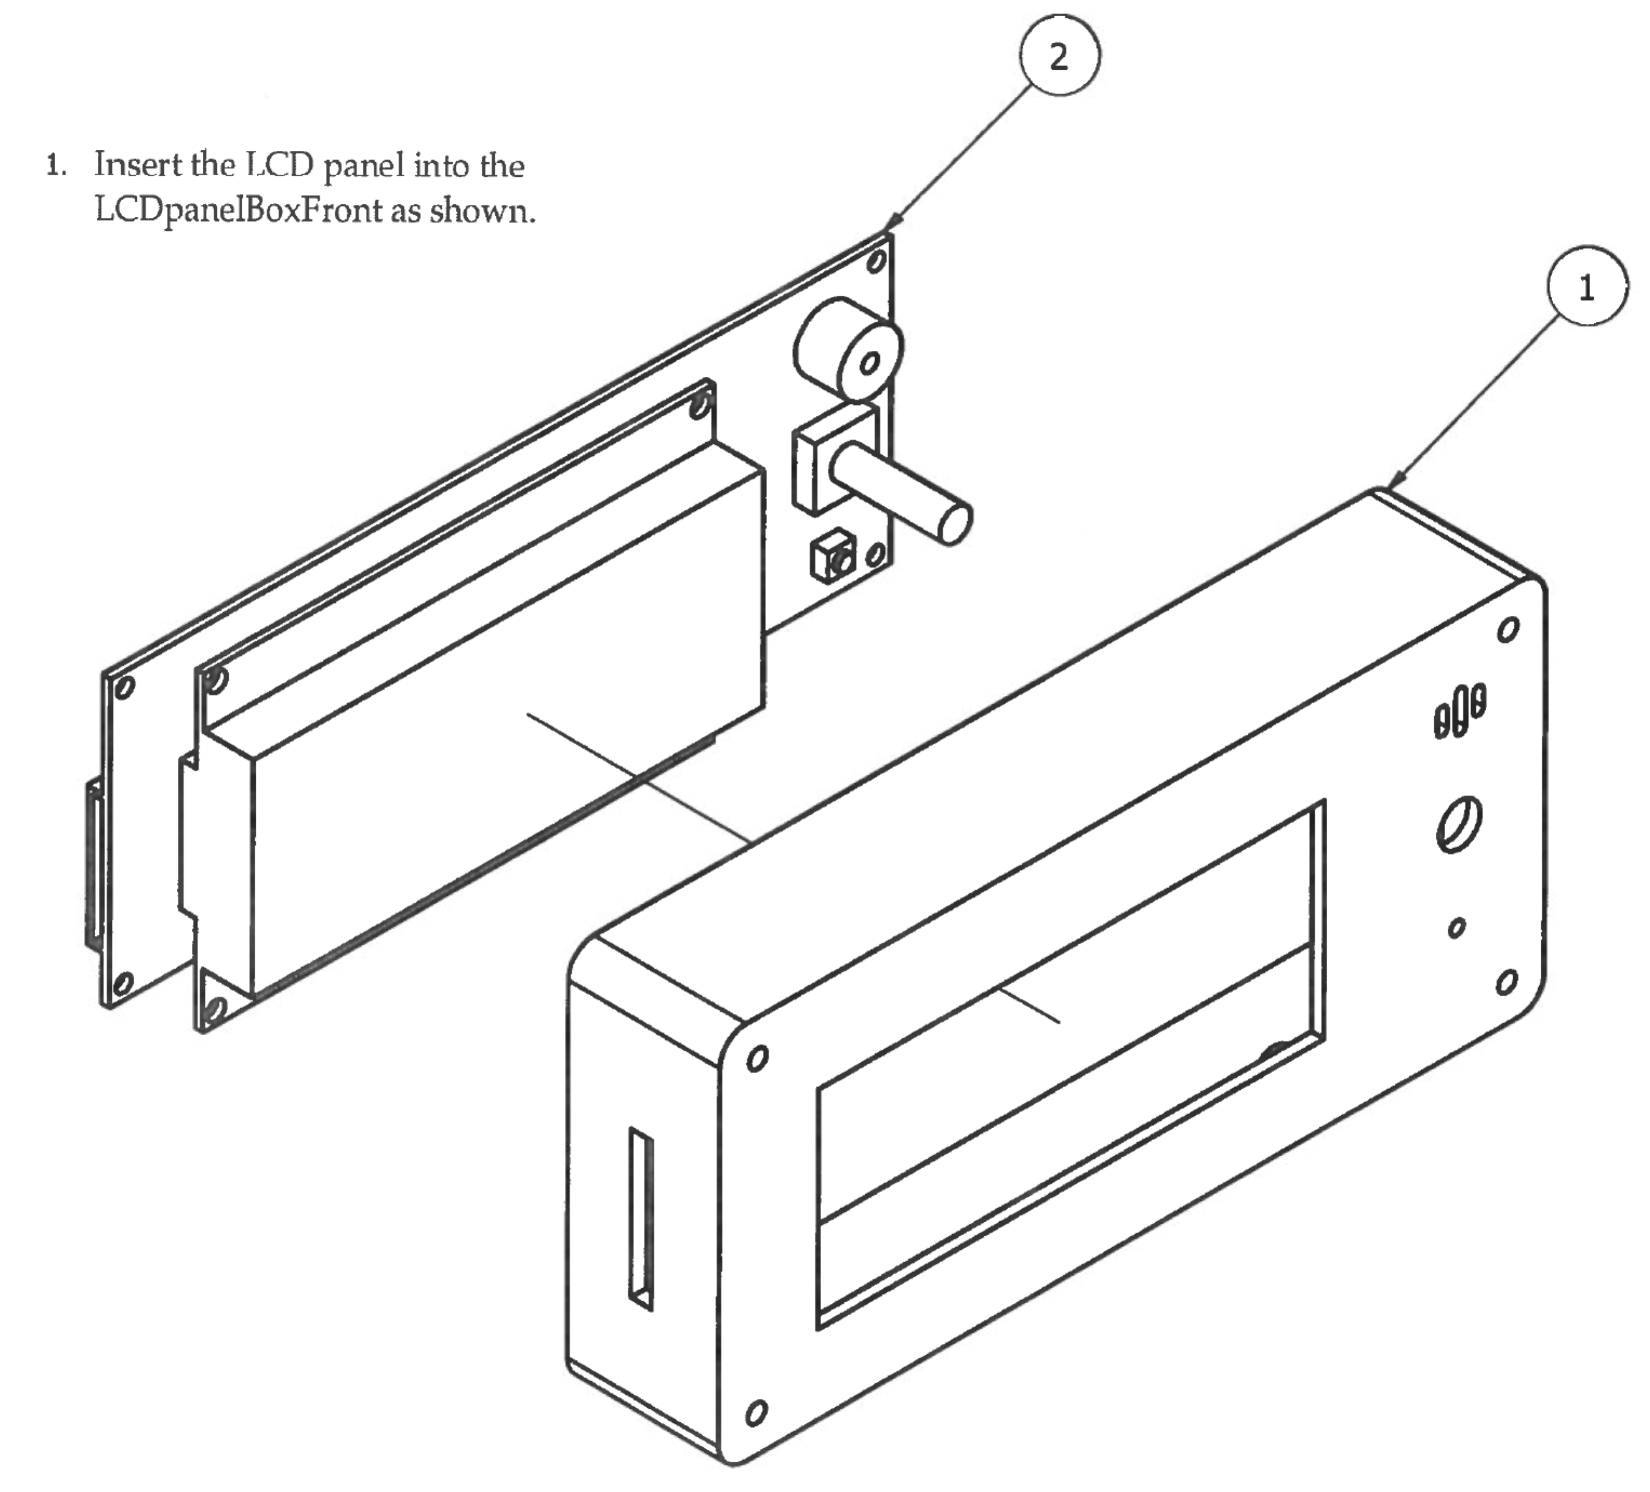 2
1. Insert the LCD panel into the
LCDpanelBoxFront as shown.
1